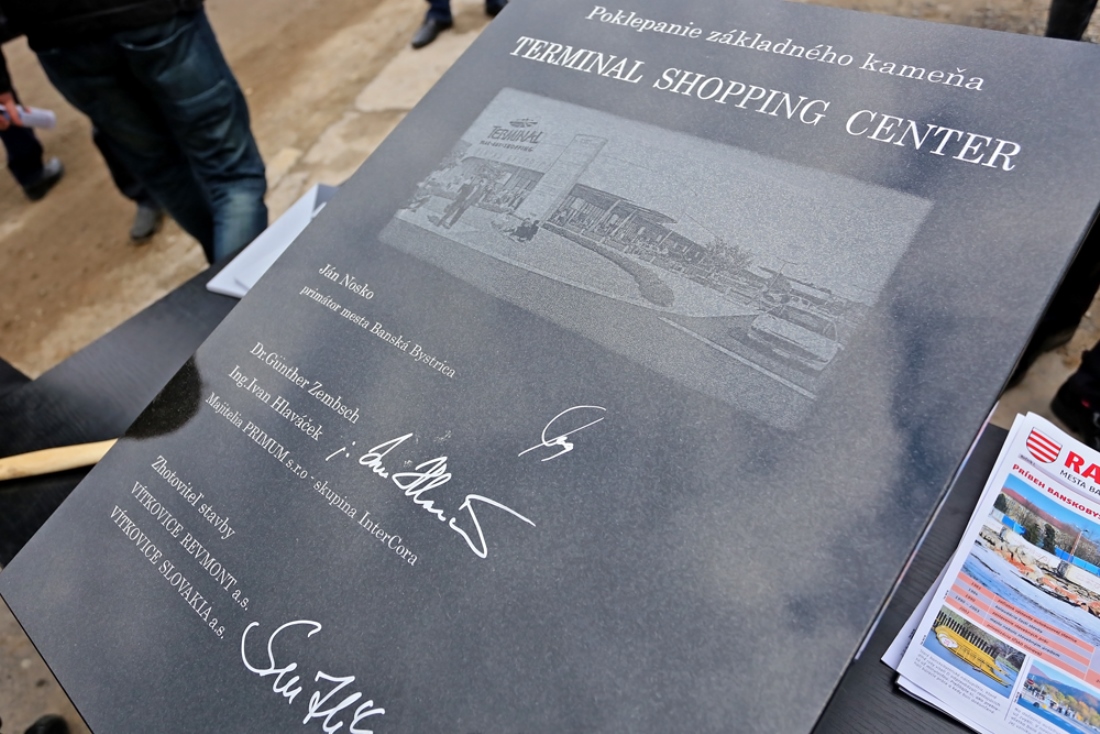 Poklepanie základného kameňa
TERMINAL SHOPPING CENTER
TERMINAL
Ján Nosko
primátor mesta Banská Bystrica
Dr.Günther Zembsch
Ing.Ivan Hlaváček
Majitelia PRIMUM s.r.o - skupina InterCora
Zhotoviteľ stavby
VÍTKOVICE REVMONT a.s.
VÍTKOVICE SLOVAKIA a.s.
RA
MESTA BA
PRÍBEH BANSKOBY